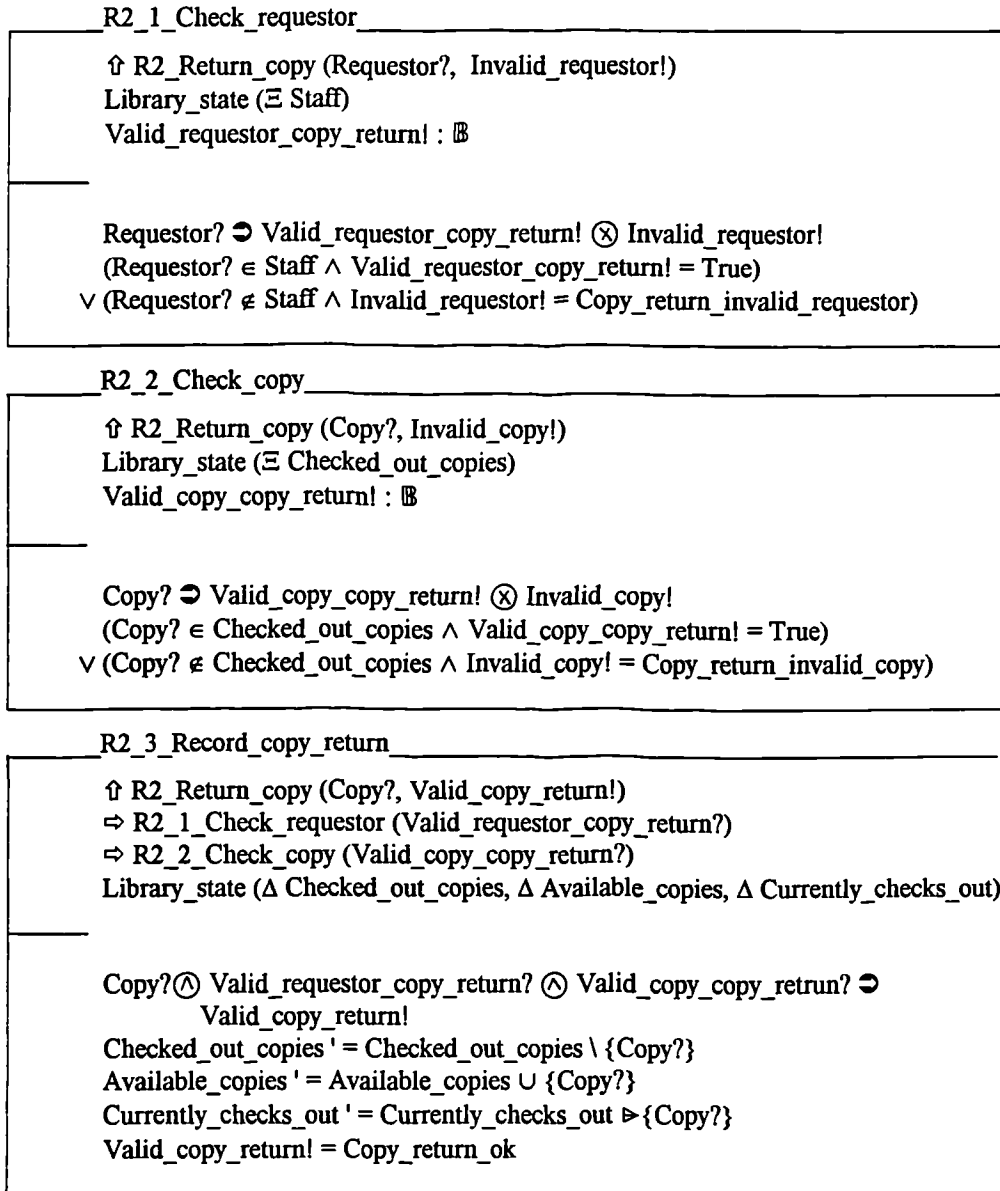 R2_1_Check_requestor
⇧ R2_Return_copy (Requestor?, Invalid_requestor!)
Library_state (Ξ Staff)
Valid_requestor_copy_return! : 𝔹
Requestor? ⊃ Valid_requestor_copy_return! ⓧ Invalid_requestor!
(Requestor? ∈ Staff ∧ Valid_requestor_copy_return! = True)
∨ (Requestor? ∉ Staff ∧ Invalid_requestor! = Copy_return_invalid_requestor)
R2_2_Check_copy
⇧ R2_Return_copy (Copy?, Invalid_copy!)
Library_state (Ξ Checked_out_copies)
Valid_copy_copy_return! : 𝔹
Copy? ⊃ Valid_copy_copy_return! ⓧ Invalid_copy!
(Copy? ∈ Checked_out_copies ∧ Valid_copy_copy_return! = True)
∨ (Copy? ∉ Checked_out_copies ∧ Invalid_copy! = Copy_return_invalid_copy)
R2_3_Record_copy_return
⇧ R2_Return_copy (Copy?, Valid_copy_return!)
⇨ R2_1_Check_requestor (Valid_requestor_copy_return?)
⇨ R2_2_Check_copy (Valid_copy_copy_return?)
Library_state (Δ Checked_out_copies, Δ Available_copies, Δ Currently_checks_out)
Copy? Ⓐ Valid_requestor_copy_return? Ⓐ Valid_copy_copy_retrun? ⊃
Valid_copy_return!
Checked_out_copies ' = Checked_out_copies \ {Copy?}
Available_copies ' = Available_copies ∪ {Copy?}
Currently_checks_out ' = Currently_checks_out ⩥ {Copy?}
Valid_copy_return! = Copy_return_ok